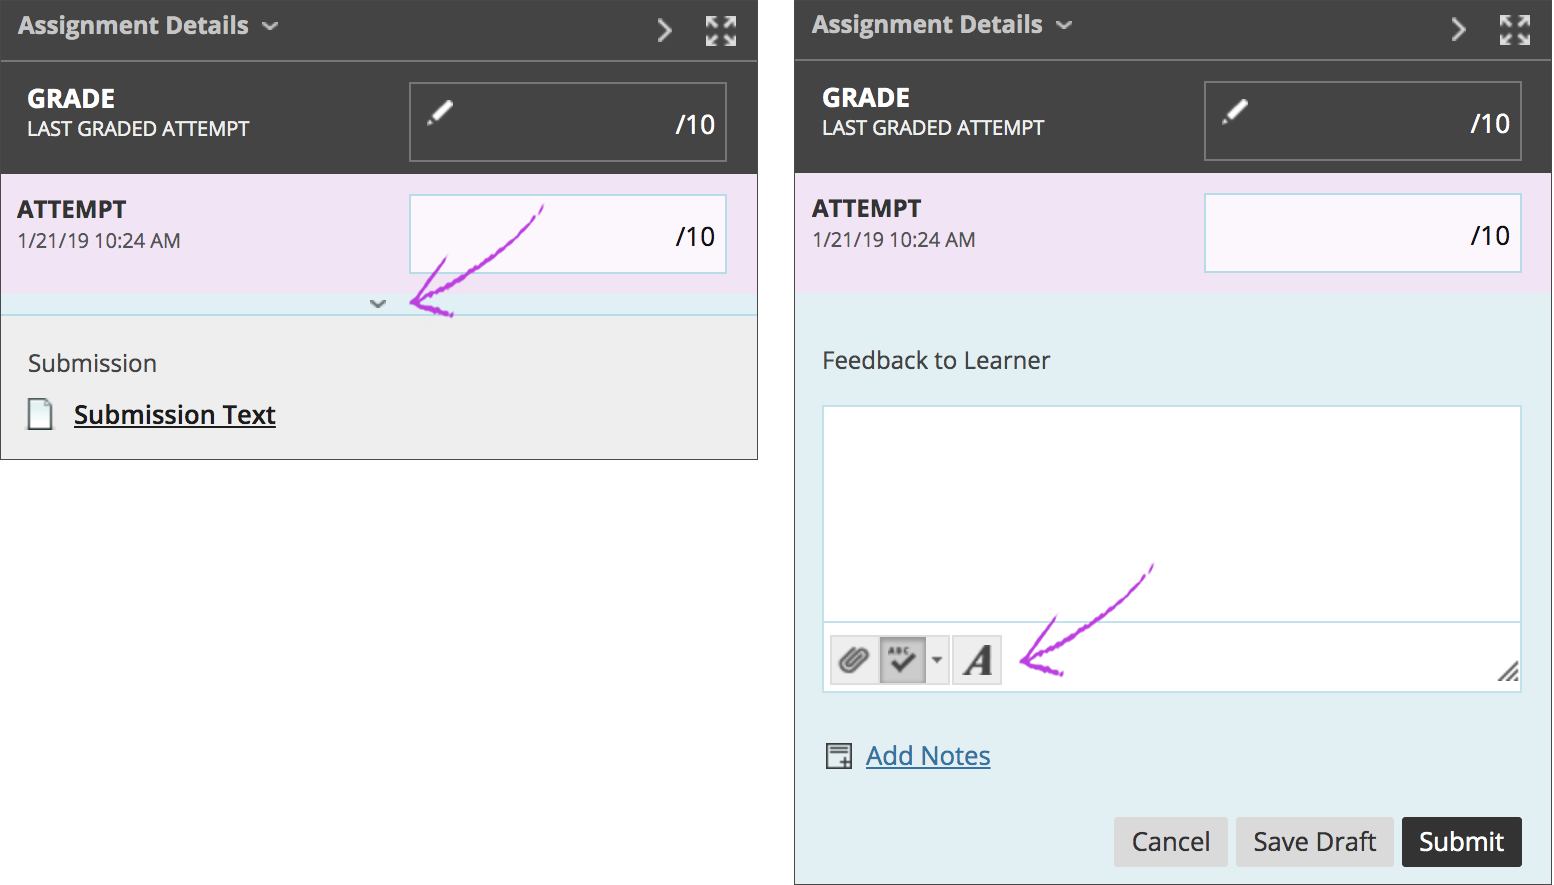 Assignment Details
GRADE
LAST GRADED ATTEMPT
/10
ATTEMPT
1/21/19 10:24 AM
/10
Submission
Submission Text
Assignment Details
GRADE
LAST GRADED ATTEMPT
/10
ATTEMPT
1/21/19 10:24 AM
/10
Feedback to Learner
ABC
A
Add Notes
Cancel
Save Draft
Submit